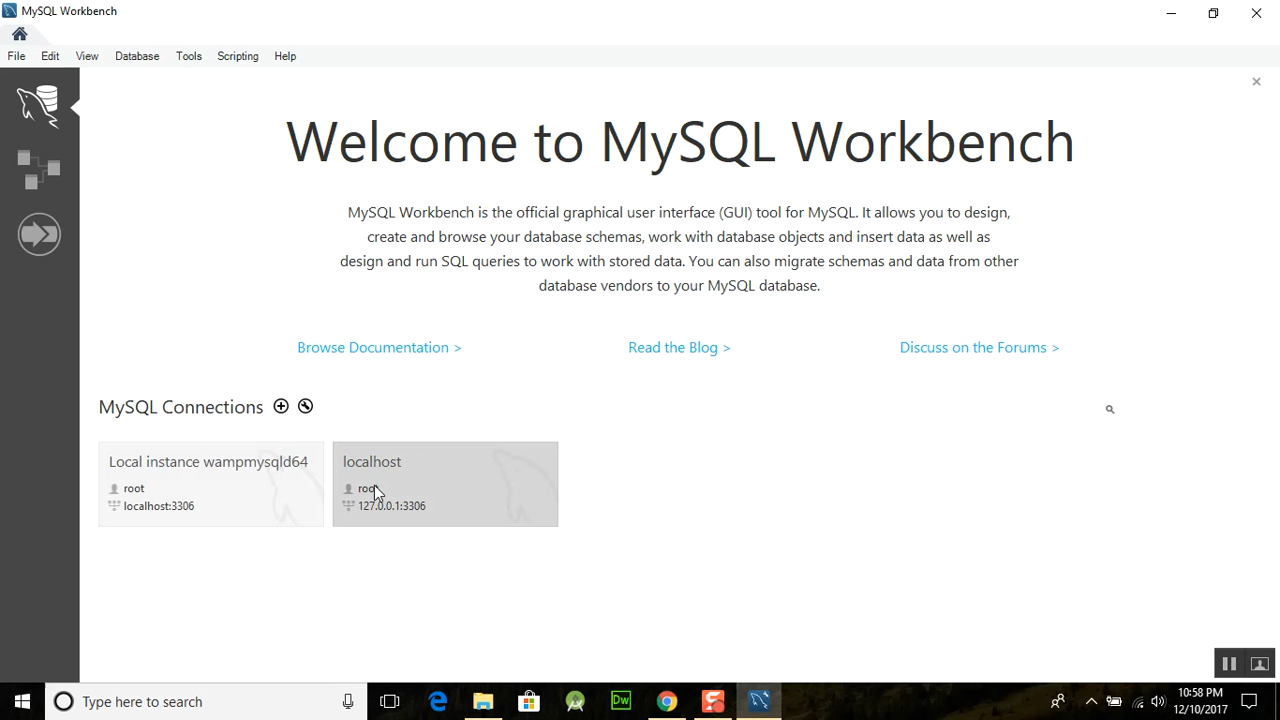 MySQL Workbench
File Edit View Database Tools Scripting Help
Welcome to MySQL Workbench
MySQL Workbench is the official graphical user interface (GUI) tool for MySQL. It allows you to design,
create and browse your database schemas, work with database objects and insert data as well as
design and run SQL queries to work with stored data. You can also migrate schemas and data from other
database vendors to your MySQL database.
Browse Documentation > Read the Blog > Discuss on the Forums >
MySQL Connections
Local instance wampmysqld64
root
localhost:3306
localhost
root
127.0.0.1:3306
Type here to search
Dw
10:58 PM
12/10/2017